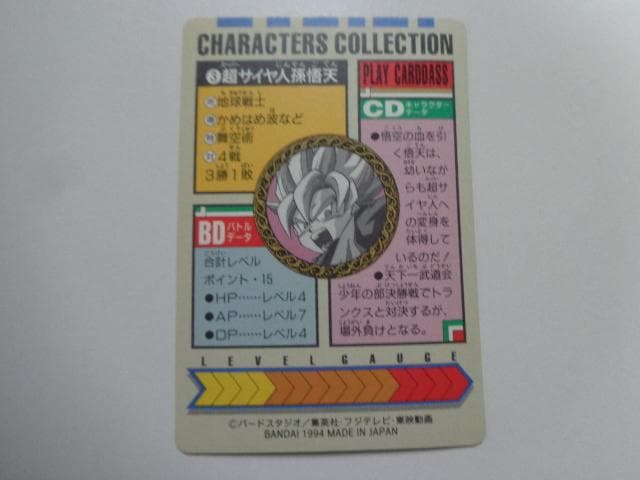 CHARACTERS COLLECTION
③超サイヤ人孫悟天
地球戦士
かめはめ波など
舞空術
4戦
3勝1敗
PLAY CARDDASS
CD キャラクターデータ
●悟空の血を引
く悟天は、
幼いなが
らも超サ
イヤ人へ
の変身を
体得して
いるのだ!
●天下一武道会
少年の部決勝戦でトラ
ンクスと対決するが、
場外負けとなる。
BD バトルデータ
合計レベル
ポイント・15
●HP……レベル4
●AP……レベル7
●DP……レベル4
LEVEL GAUGE
©バードスタジオ/集英社・フジテレビ・東映動画
BANDAI 1994 MADE IN JAPAN